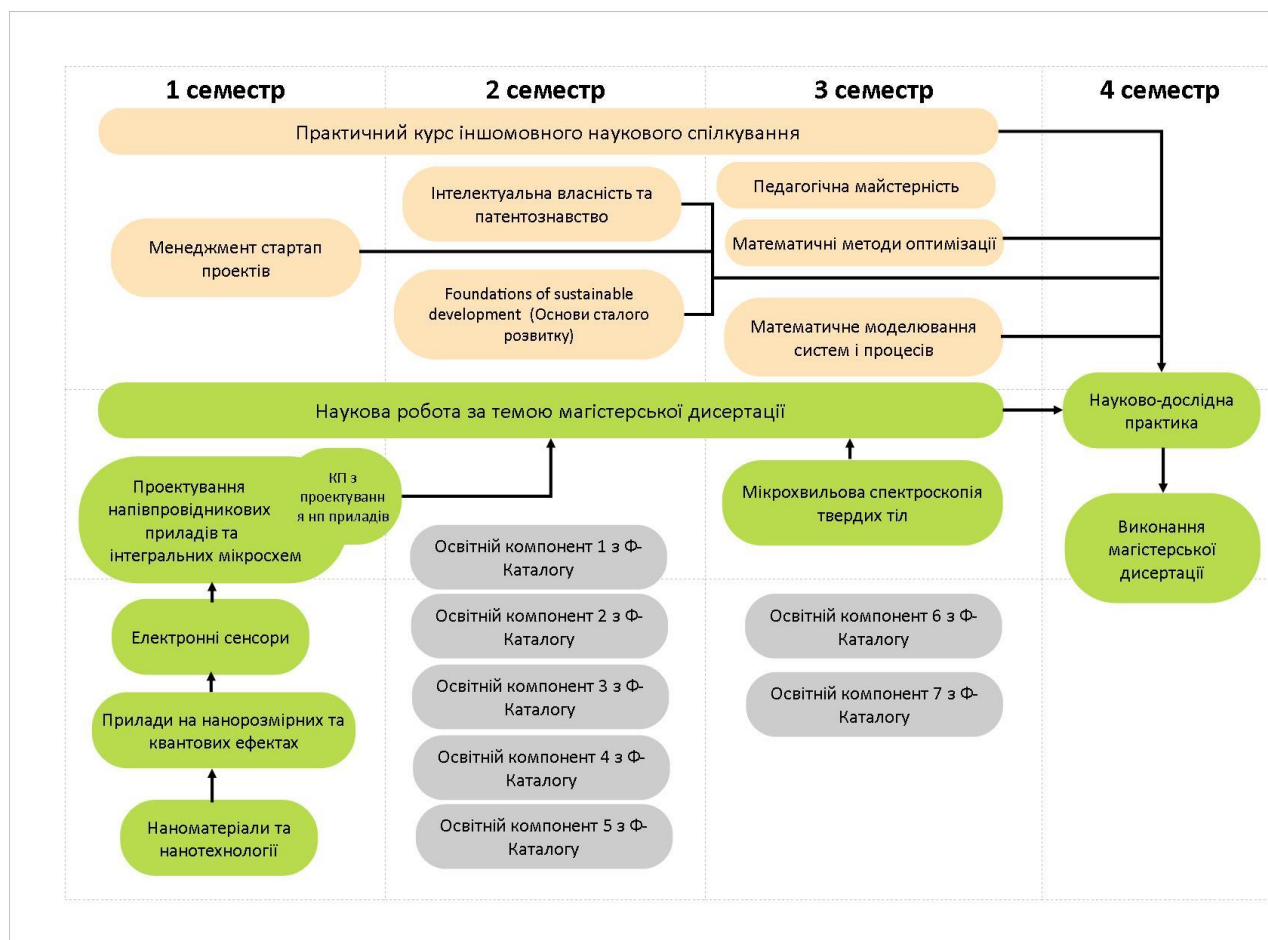 1 семестр
2 семестр
3 семестр
4 семестр
Практичний курс іншомовного наукового спілкування
Менеджмент стартап
проектів
Інтелектуальна власність та
патентознавство
Foundations of sustainable
development (Основи сталого
розвитку)
Педагогічна майстерність
Математичні методи оптимізації
Математичне моделювання
систем і процесів
Наукова робота за темою магістерської дисертації
Науково-дослідна
практика
Проектування
напівпровідникових
приладів та
інтегральних мікросхем
КП з
проектуванн
я нп приладів
Мікрохвильова спектроскопія
твердих тіл
Виконання
магістерської
дисертації
Електронні сенсори
Прилади на нанорозмірних та
квантових ефектах
Наноматеріали та
нанотехнології
Освітній компонент 1 з Ф-
Каталогу
Освітній компонент 2 з Ф-
Каталогу
Освітній компонент 3 з Ф-
Каталогу
Освітній компонент 4 з Ф-
Каталогу
Освітній компонент 5 з Ф-
Каталогу
Освітній компонент 6 з Ф-
Каталогу
Освітній компонент 7 з Ф-
Каталогу